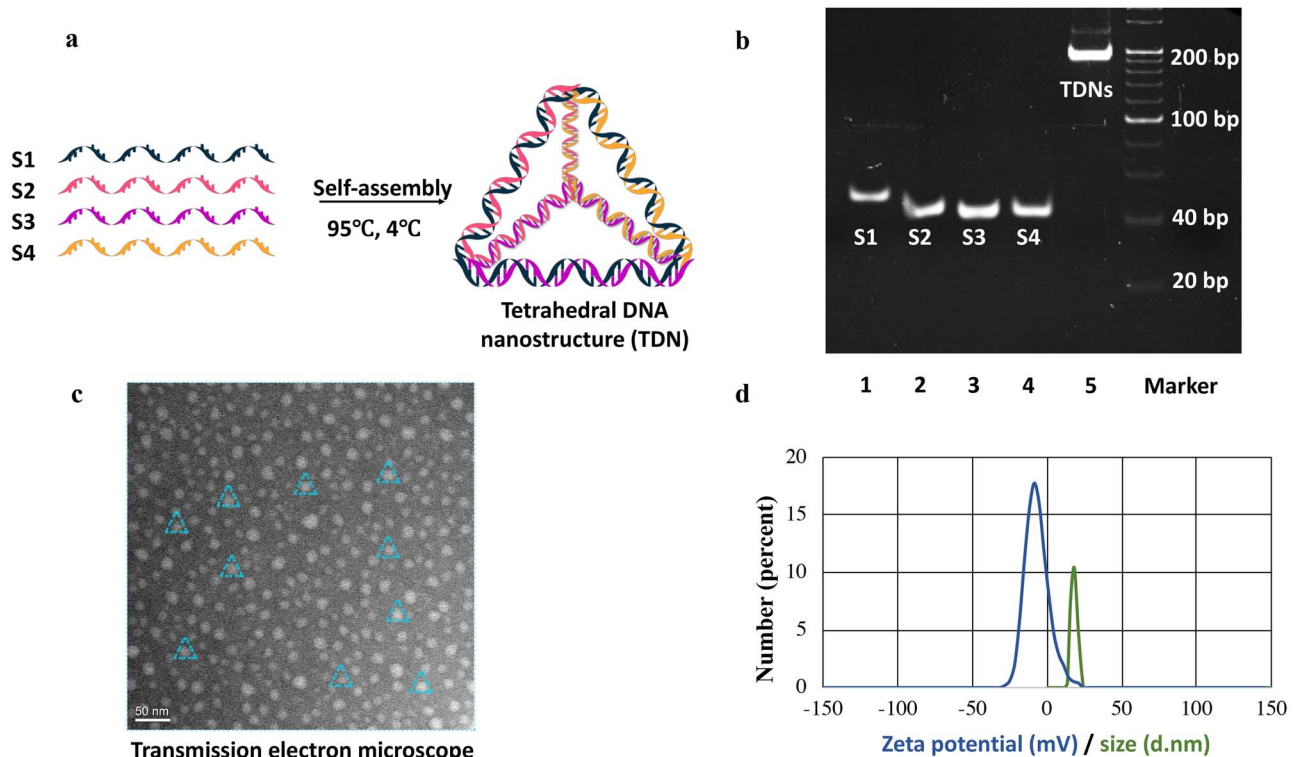 a
S1
S2
S3
S4
Self-assembly
95℃, 4℃
Tetrahedral DNA
nanostructure (TDN)
b
200 bp
TDNs
100 bp
S1 S2 S3 S4
40 bp
20 bp
1 2 3 4 5 Marker
c
50 nm
Transmission electron microscope
d
Number (percent)
20
15
10
5
0
-150 -100 -50 0 50 100 150
Zeta potential (mV) / size (d.nm)